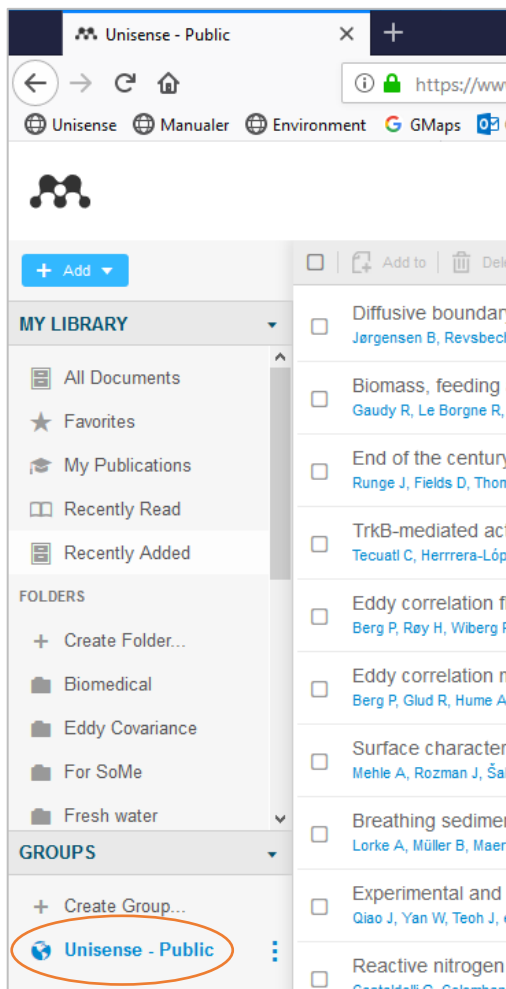 Unisense - Public
https://ww
Unisense Manualer Environment GMaps
Add
Add to
MY LIBRARY
All Documents
Favorites
My Publications
Recently Read
Recently Added
FOLDERS
Create Folder...
Biomedical
Eddy Covariance
For SoMe
Fresh water
GROUPS
Create Group...
Unisense - Public
Diffusive boundary
Jørgensen B, Revsbech
Biomass, feeding
Gaudy R, Le Borgne R,
End of the century
Runge J, Fields D, Thom
TrkB-mediated act
Tecuatl C, Herrrera-Lóp
Eddy correlation f
Berg P, Røy H, Wiberg P
Eddy correlation m
Berg P, Glud R, Hume A
Surface character
Mehle A, Rozman J, Šal
Breathing sedimen
Lorke A, Müller B, Maer
Experimental and
Qiao J, Yan W, Teoh J, e
Reactive nitrogen